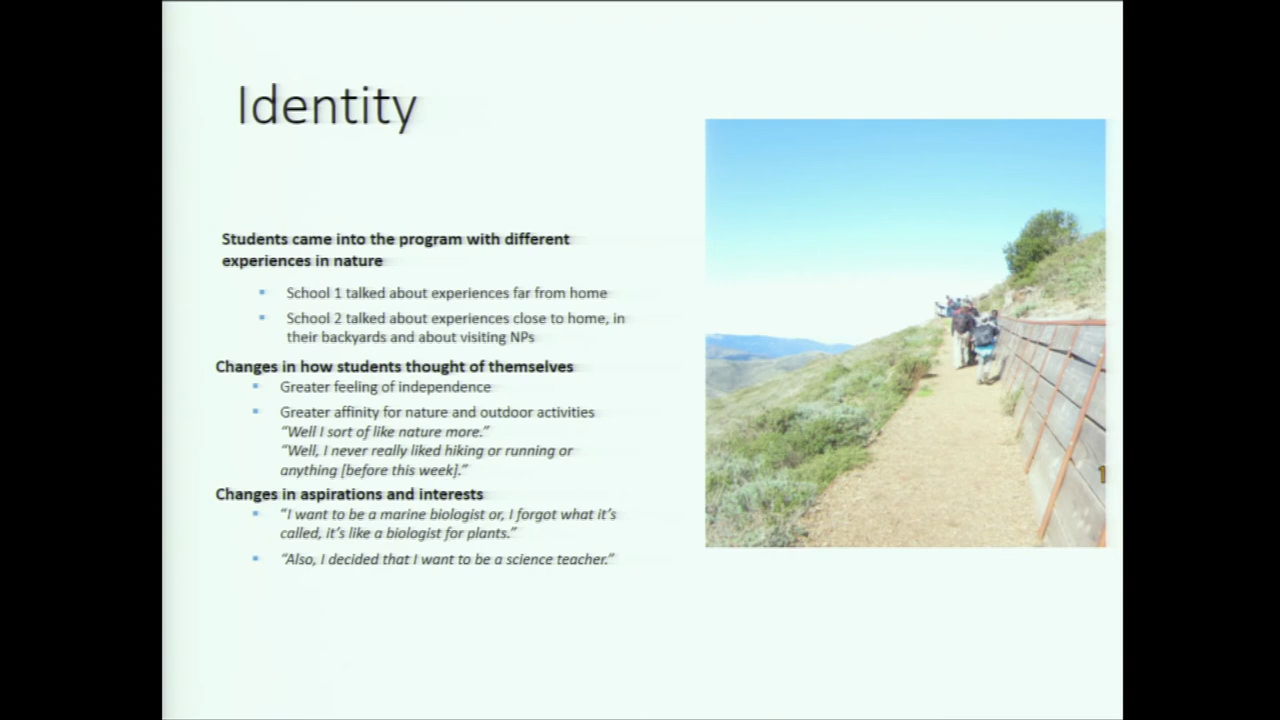 Identity
Students came into the program with different
experiences in nature
▪ School 1 talked about experiences far from home
▪ School 2 talked about experiences close to home, in
their backyards and about visiting NPs
Changes in how students thought of themselves
▪ Greater feeling of independence
▪ Greater affinity for nature and outdoor activities
“Well I sort of like nature more.”
“Well, I never really liked hiking or running or
anything [before this week].”
Changes in aspirations and interests
▪ “I want to be a marine biologist or, I forgot what it’s
called, it’s like a biologist for plants.”
▪ “Also, I decided that I want to be a science teacher.”